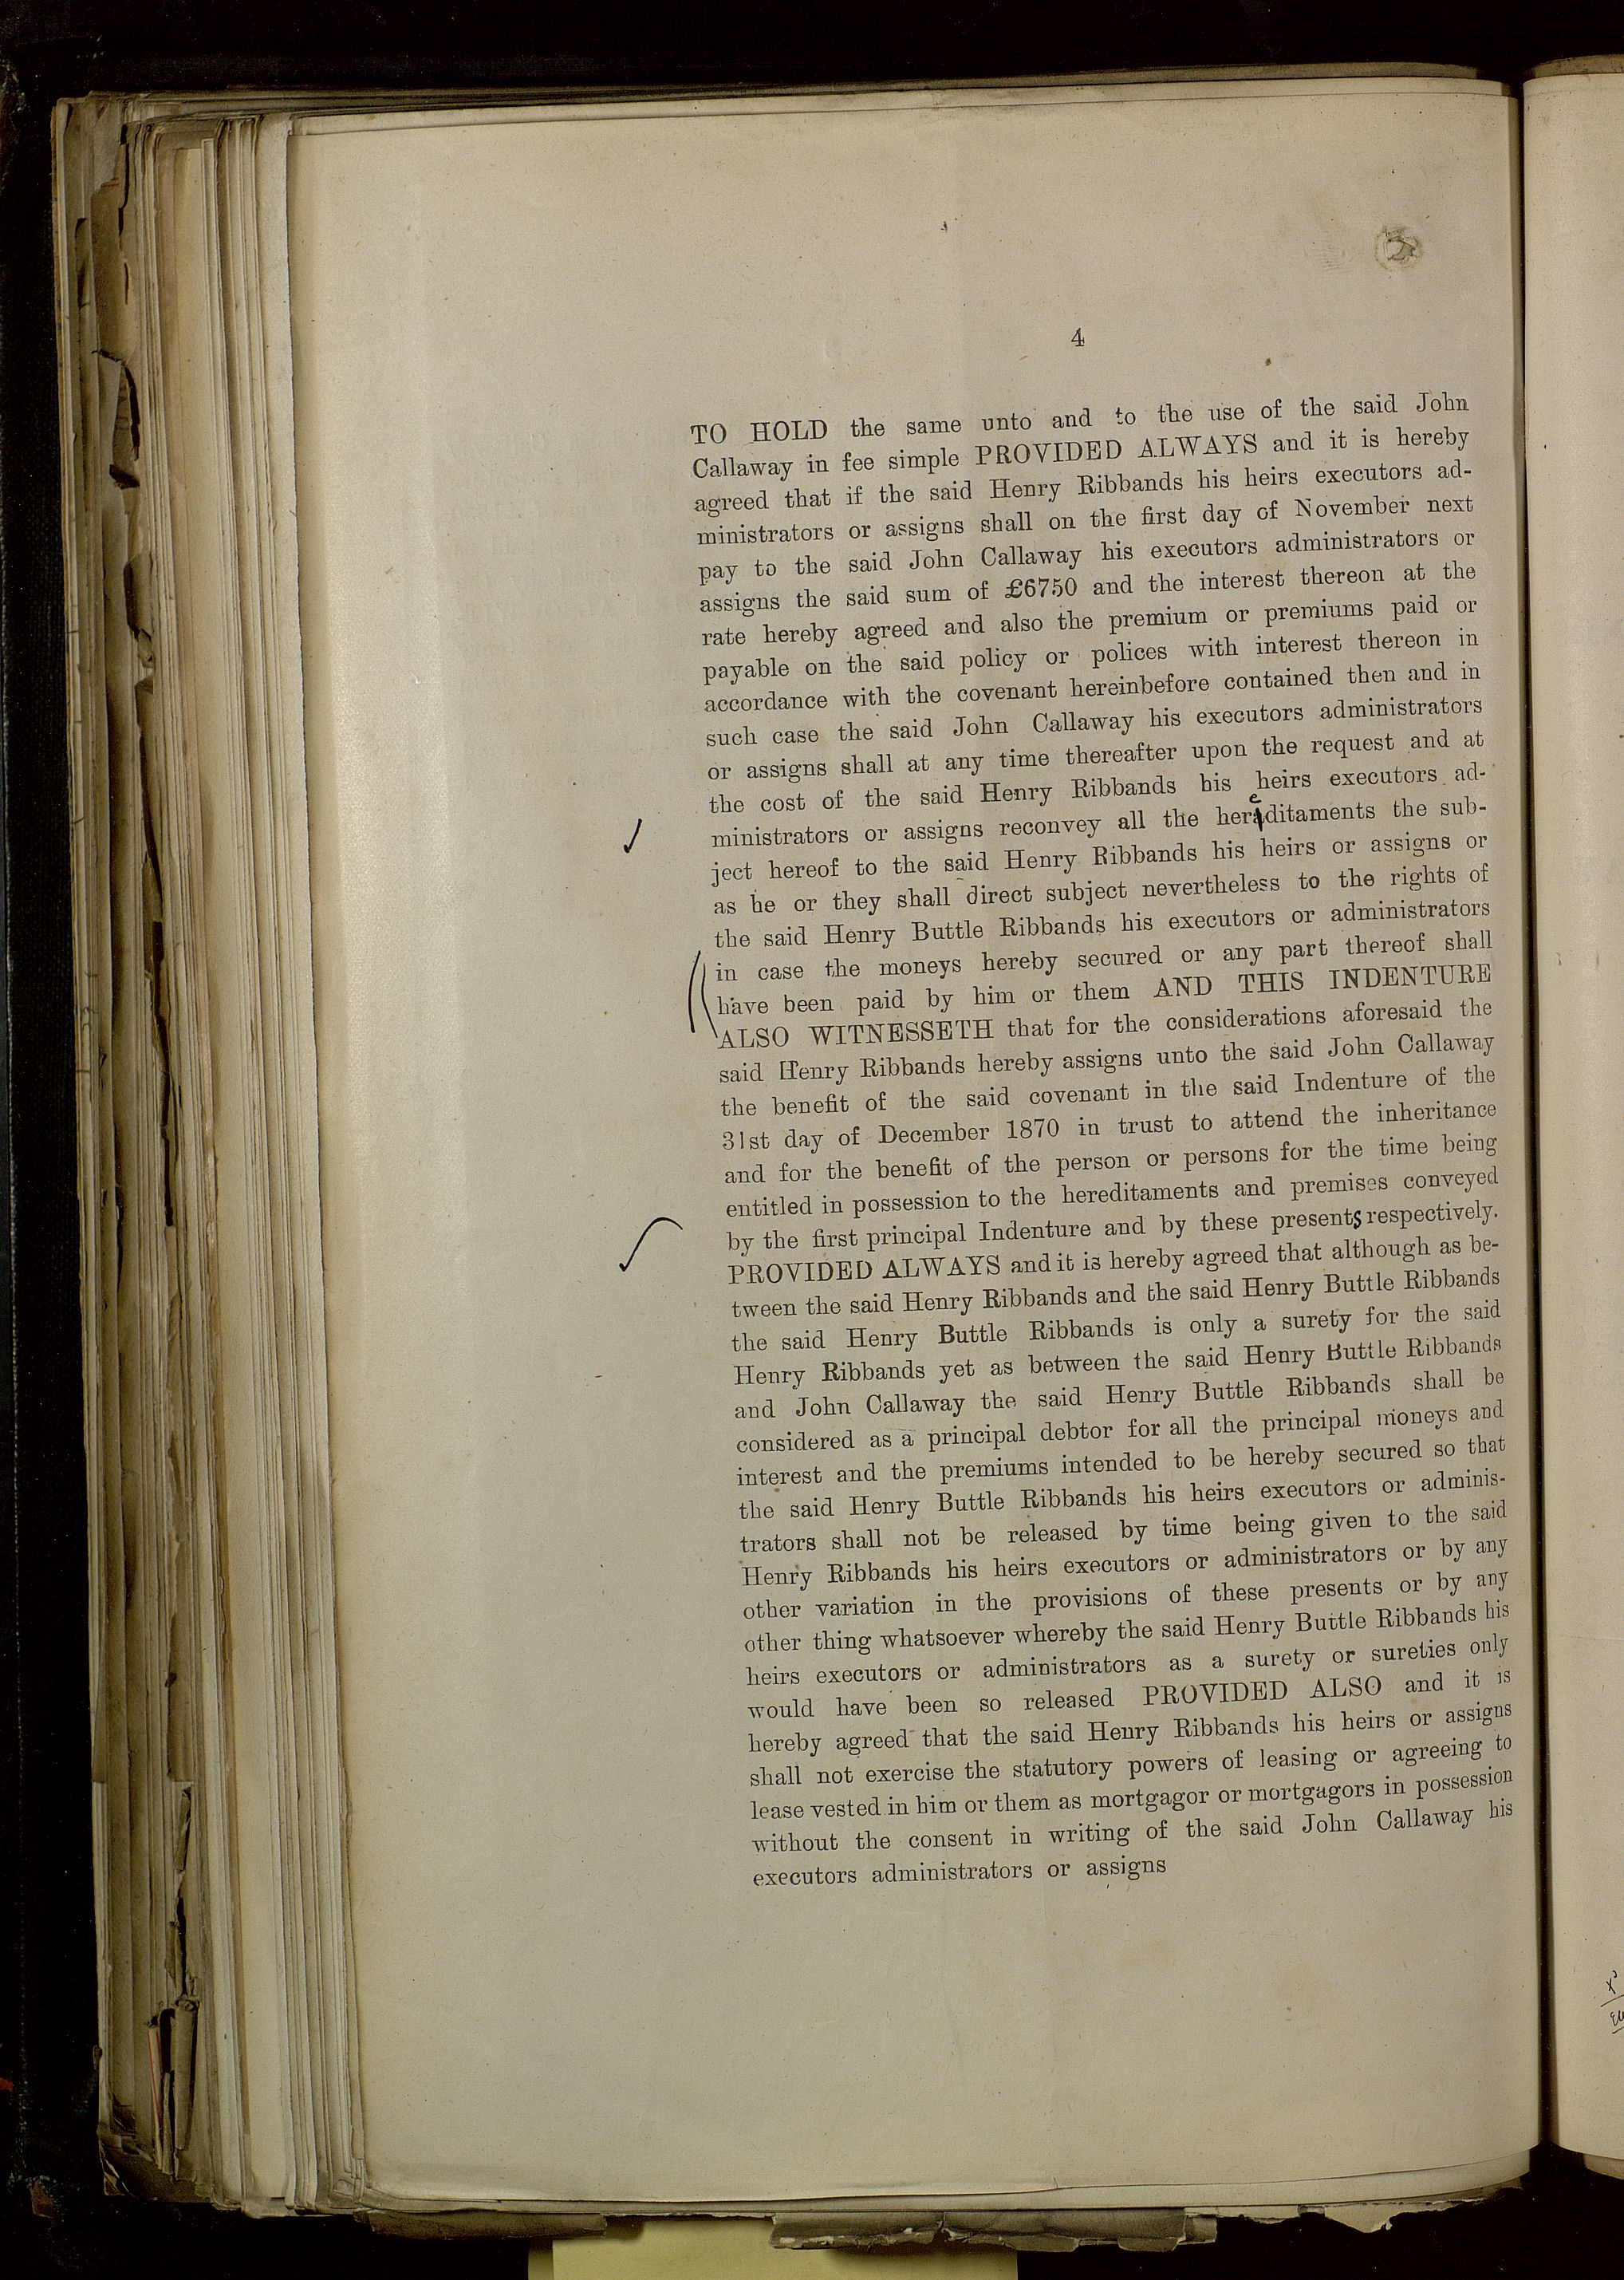 4
TO HOLD the same unto and to the use of the said John
Callaway in fee simple PROVIDED ALWAYS and it is hereby
agreed that if the said Henry Ribbands his heirs executors ad-
ministrators or assigns shall on the first day of November next
pay to the said John Callaway his executors administrators or
assigns the said sum of £6750 and the interest thereon at the
rate hereby agreed and also the premium or premiums paid or
payable on the said policy or polices with interest thereon in
accordance with the covenant hereinbefore contained then and in
such case the said John Callaway his executors administrators
or assigns shall at any time thereafter upon the request and at
the cost of the said Henry Ribbands his heirs executors ad-
ministrators or assigns reconvey all the hereditaments the sub-
ject hereof to the said Henry Ribbands his heirs or assigns or
as he or they shall direct subject nevertheless to the rights of
the said Henry Buttle Ribbands his executors or administrators
in case the moneys hereby secured or any part thereof shall
have been paid by him or them AND THIS INDENTURE
ALSO WITNESSETH that for the considerations aforesaid the
said Henry Ribbands hereby assigns unto the said John Callaway
the benefit of the said covenant in the said Indenture of the
31st day of December 1870 in trust to attend the inheritance
and for the benefit of the person or persons for the time being
entitled in possession to the hereditaments and premises conveyed
by the first principal Indenture and by these presents respectively.
PROVIDED ALWAYS and it is hereby agreed that although as be-
tween the said Henry Ribbands and the said Henry Buttle Ribbands
the said Henry Buttle Ribbands is only a surety for the said
Henry Ribbands yet as between the said Henry Buttle Ribbands
and John Callaway the said Henry Buttle Ribbands shall be
considered as a principal debtor for all the principal moneys and
interest and the premiums intended to be hereby secured so that
the said Henry Buttle Ribbands his heirs executors or adminis-
trators shall not be released by time being given to the said
Henry Ribbands his heirs executors or administrators or by any
other variation in the provisions of these presents or by any
other thing whatsoever whereby the said Henry Buttle Ribbands his
heirs executors or administrators as a surety or sureties only
would have been so released PROVIDED ALSO and it is
hereby agreed that the said Henry Ribbands his heirs or assigns
shall not exercise the statutory powers of leasing or agreeing to
lease vested in him or them as mortgagor or mortgagors in possession
without the consent in writing of the said John Callaway his
executors administrators or assigns